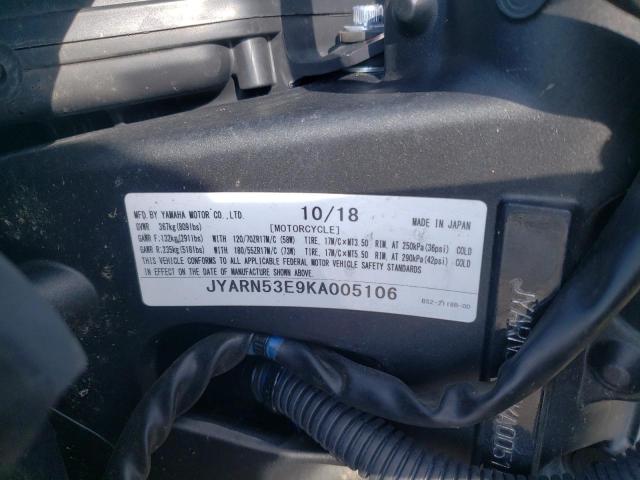 MFD. BY YAMAHA MOTOR CO., LTD. 10/18 MADE IN JAPAN
GVWR 367kg(809lbs) [MOTORCYCLE]
GAWR F.132kg(291lbs) WITH 120/70ZR17M/C (58W) TIRE, 17M/C×MT3.50 RIM, AT 250kPa(36psi) COLD
GAWR R.235kg(518lbs) WITH 180/55ZR17M/C (73W) TIRE, 17M/C×MT5.50 RIM, AT 290kPa(42psi) COLD
THIS VEHICLE CONFORMS TO ALL APPLICABLE FEDERAL MOTOR VEHICLE SAFETY STANDARDS
IN EFFECT ON THE DATE OF MANUFACTURE SHOWN ABOVE.
JYARN53E9KA005106